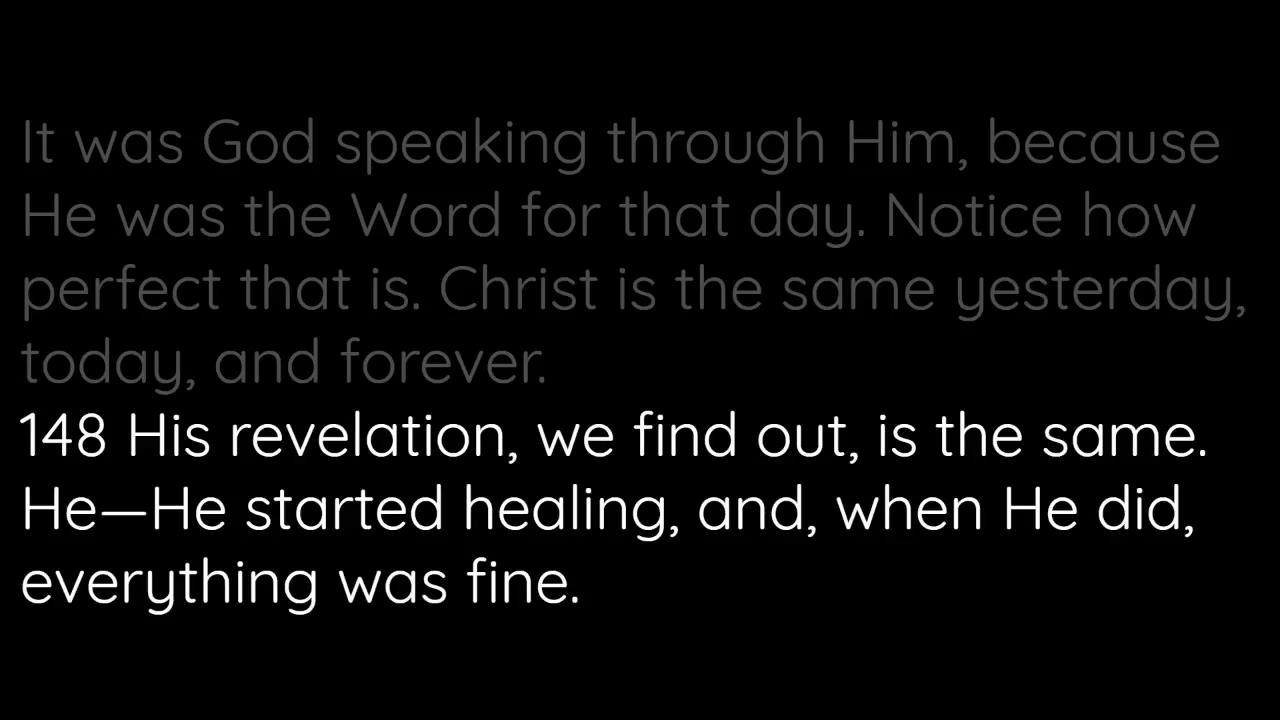 It was God speaking through Him, because
He was the Word for that day. Notice how
perfect that is. Christ is the same yesterday,
today, and forever.
148 His revelation, we find out, is the same.
He—He started healing, and, when He did,
everything was fine.